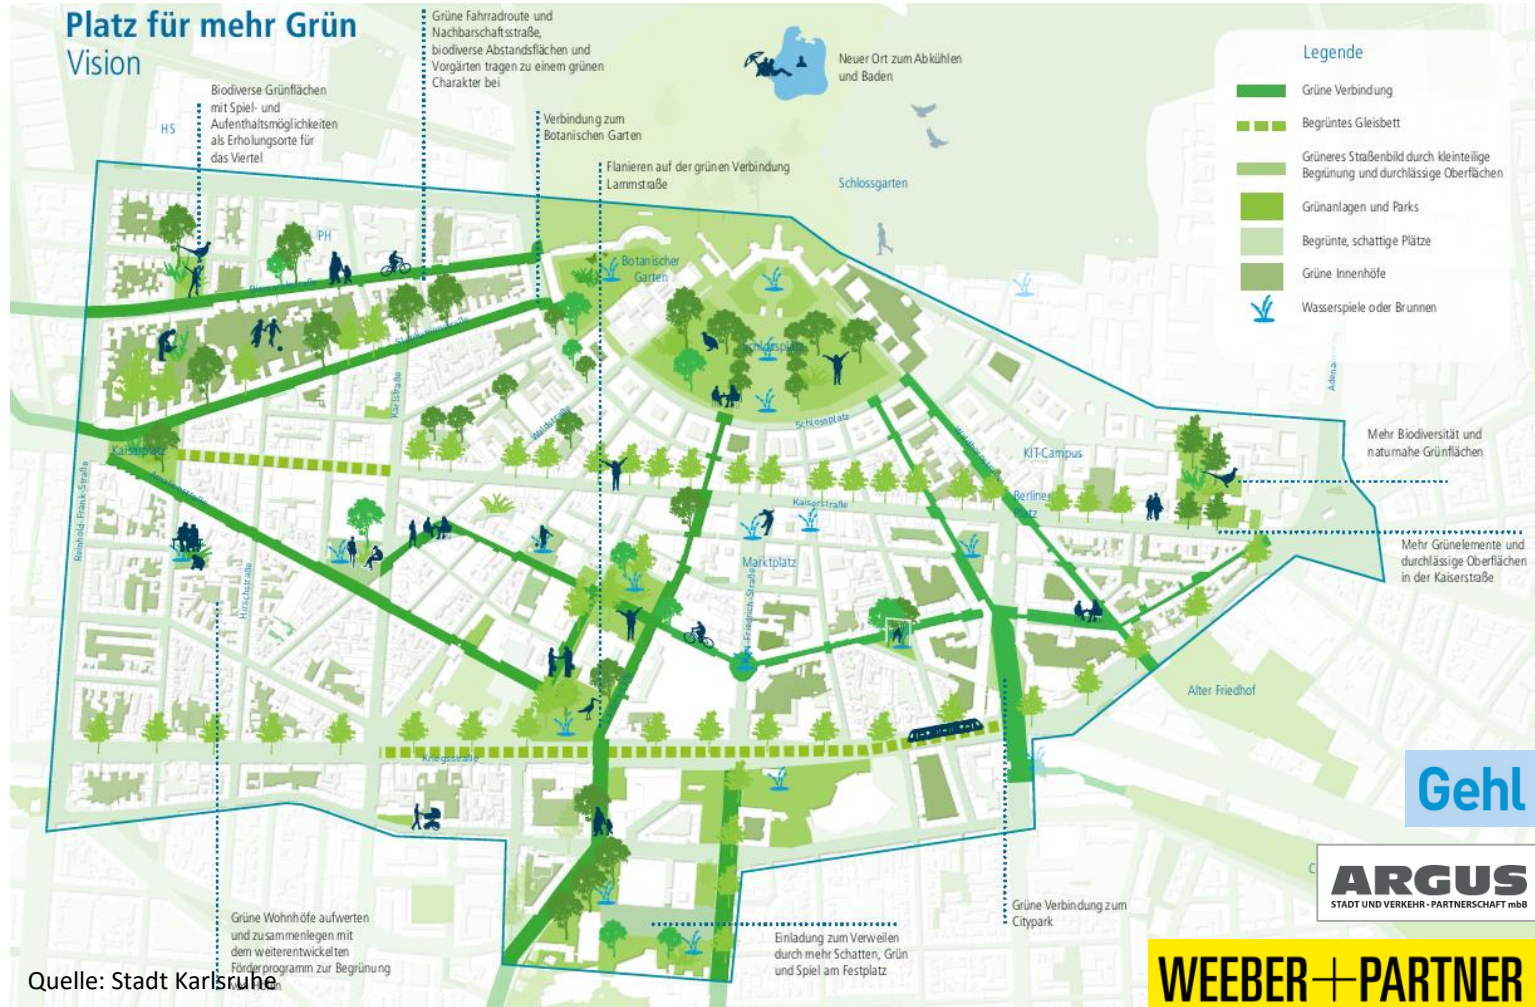 Platz für mehr Grün
Vision
Grüne Fahrradroute und
Nachbarschaftsstraße,
biodiverse Abstandsflächen und
Vorgärten tragen zu einem grünen
Charakter bei
Biodiverse Grünflächen
mit Spiel- und
Aufenthaltsmöglichkeiten
als Erholungsorte für
das Viertel
HS
Verbindung zum
Botanischen Garten
Flanieren auf der grünen Verbindung
Lammstraße
Neuer Ort zum Abkühlen
und Baden
Schlossgarten
Legende
Grüne Verbindung
Begrüntes Gleisbett
Grüneres Straßenbild durch kleinteilige
Begrünung und durchlässige Oberflächen
Grünanlagen und Parks
Begrünte, schattige Plätze
Grüne Innenhöfe
Wasserspiele oder Brunnen
PH
Bismarckstraße
Botanischer
Garten
Schlossplatz
Karlstraße
Waldstraße
Schlossplatz
KIT-Campus
Mehr Biodiversität und
naturnahe Grünflächen
Kaiserplatz
Reinhold-Frank-Straße
Kaiserstraße
Berliner
Platz
Mehr Grünelemente und
durchlässige Oberflächen
in der Kaiserstraße
Marktplatz
Hirschstraße
Alter Friedhof
Kriegsstraße
Grüne Verbindung zum
Citypark
Einladung zum Verweilen
durch mehr Schatten, Grün
und Spiel am Festplatz
Grüne Wohnhöfe aufwerten
und zusammenlegen mit
dem weiterentwickelten
Förderprogramm zur Begrünung
Quelle: Stadt Karlsruhe
Gehl
ARGUS
STADT UND VERKEHR - PARTNERSCHAFT mbB
WEEBER+PARTNER